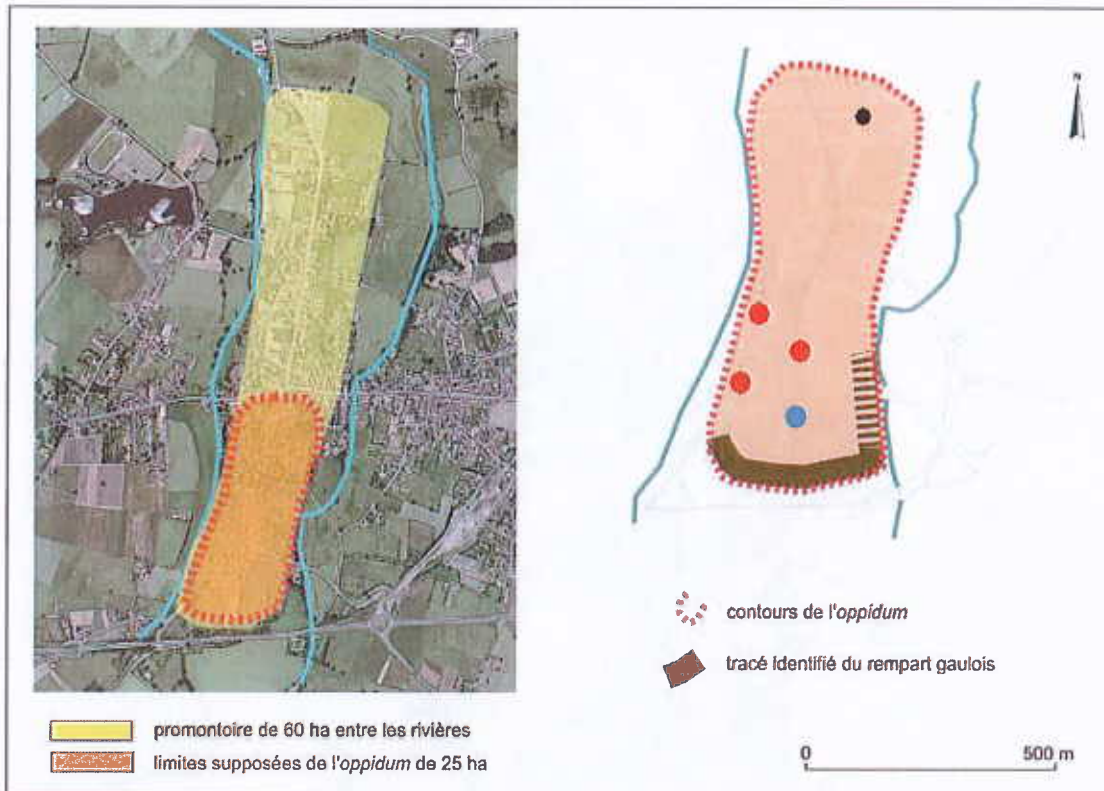 N
contours de l'oppidum
tracé identifié du rempart gaulois
promontoire de 60 ha entre les rivières
limites supposées de l'oppidum de 25 ha
0 500 m